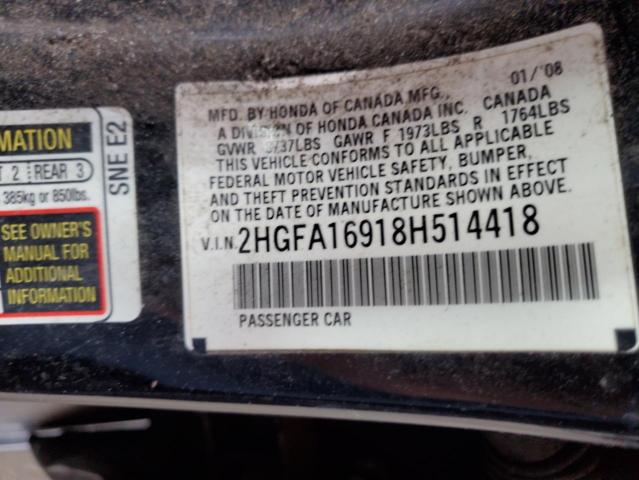 MATION
T 2 REAR 3
385kg or 850lbs.
SEE OWNER'S
MANUAL FOR
ADDITIONAL
INFORMATION
SNE E2
01/'08
MFD. BY HONDA OF CANADA MFG.,
A DIVISION OF HONDA CANADA INC. CANADA
GVWR 3737LBS GAWR F 1973LBS R 1764LBS
THIS VEHICLE CONFORMS TO ALL APPLICABLE
FEDERAL MOTOR VEHICLE SAFETY, BUMPER,
AND THEFT PREVENTION STANDARDS IN EFFECT
ON THE DATE OF MANUFACTURE SHOWN ABOVE.
V.I.N. 2HGFA16918H514418
PASSENGER CAR